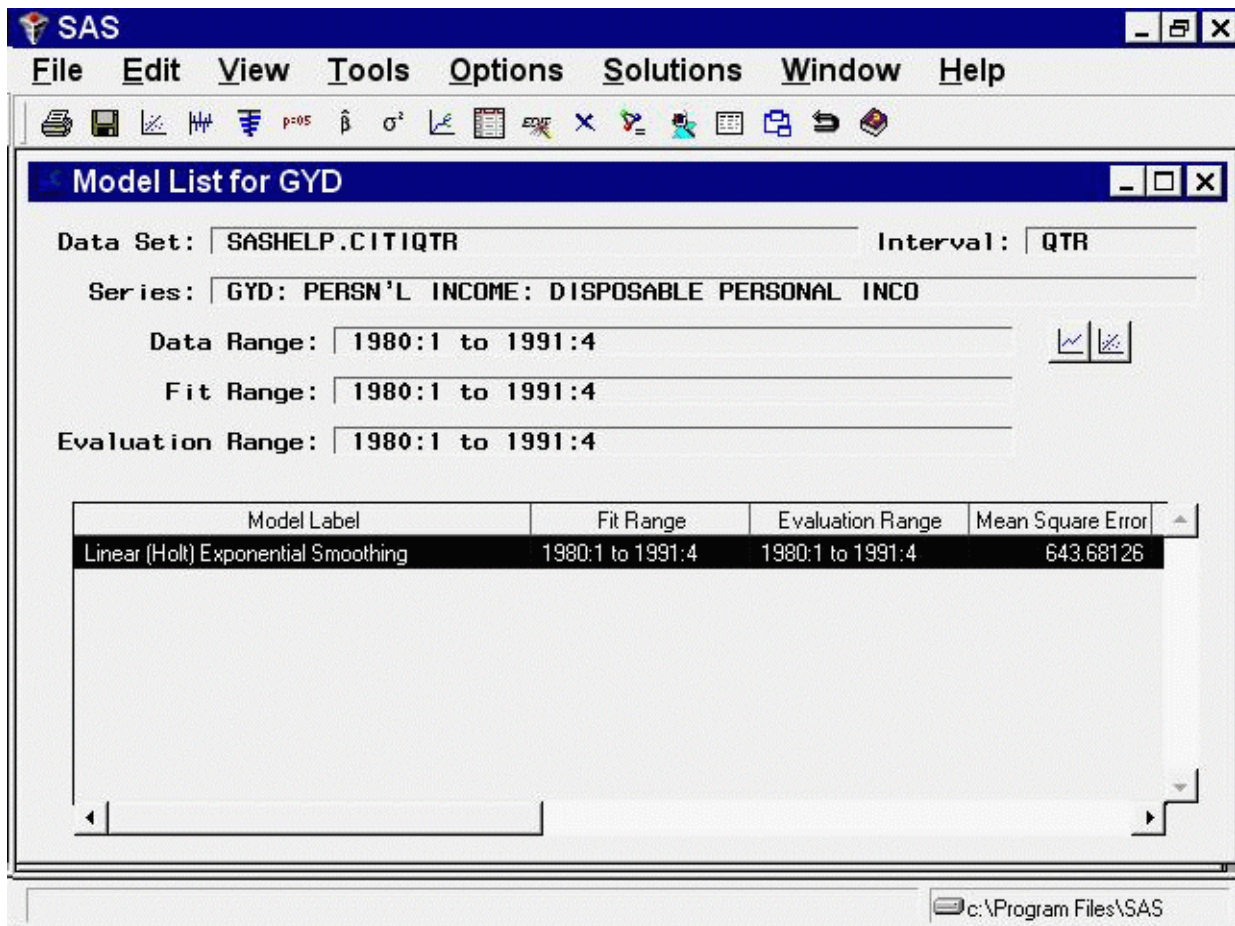 SAS
File Edit View Tools Options Solutions Window Help
p=05 β̂ σ² EDIT
Model List for GYD
Data Set: SASHELP.CITIQTR Interval: QTR
Series: GYD: PERSN'L INCOME: DISPOSABLE PERSONAL INCO
Data Range: 1980:1 to 1991:4
Fit Range: 1980:1 to 1991:4
Evaluation Range: 1980:1 to 1991:4
Model Label Fit Range Evaluation Range Mean Square Error
Linear (Holt) Exponential Smoothing 1980:1 to 1991:4 1980:1 to 1991:4 643.68126
c:\Program Files\SAS